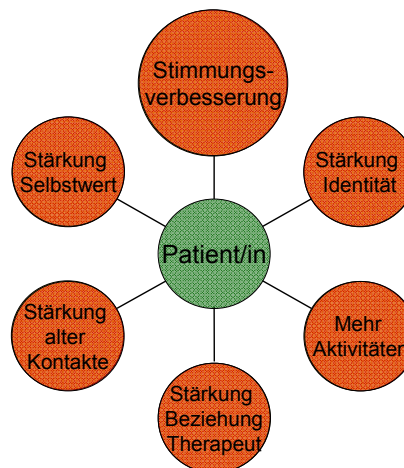 Stimmungs-
verbesserung
Stärkung
Selbstwert
Stärkung
Identität
Patient/in
Stärkung
alter
Kontakte
Mehr
Aktivitäten
Stärkung
Beziehung
Therapeut